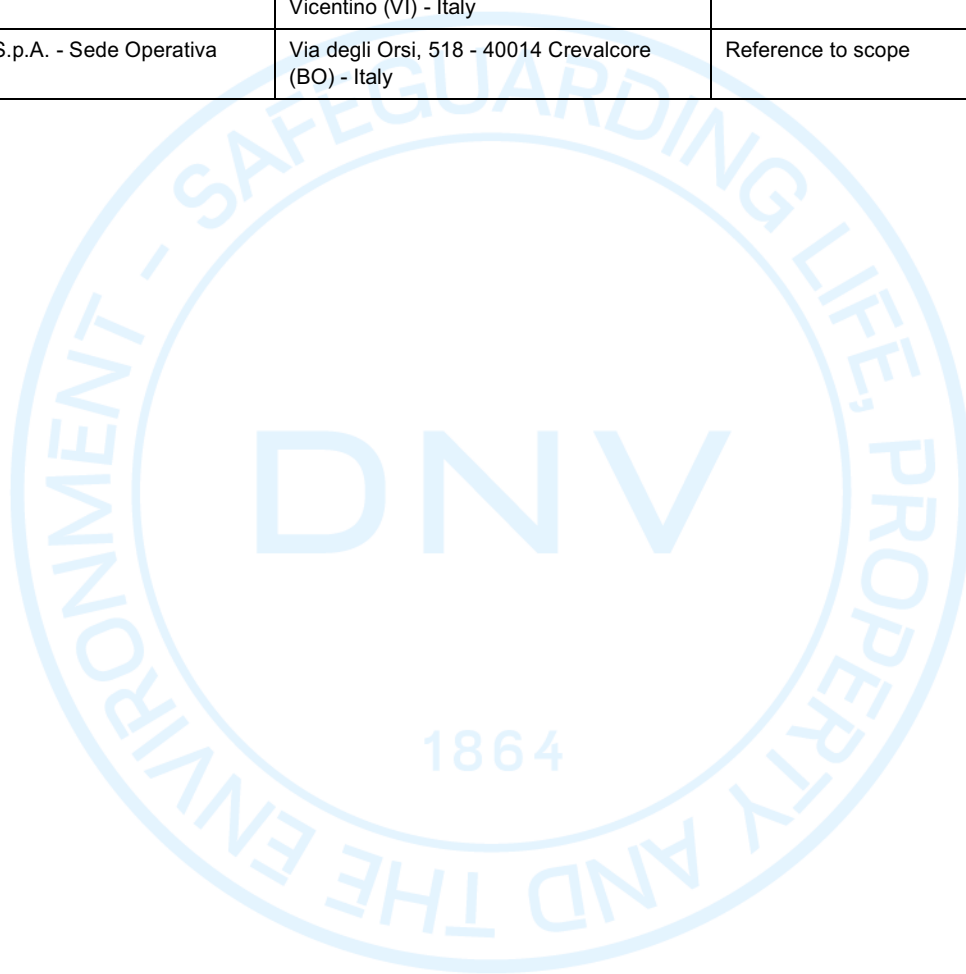 Vicentino (VI) - Italy
S.p.A. - Sede Operativa
Via degli Orsi, 518 - 40014 Crevalcore
(BO) - Italy
Reference to scope
SAFEGUARDING LIFE, PROPERTY AND THE ENVIRONMENT -
DNV
1864